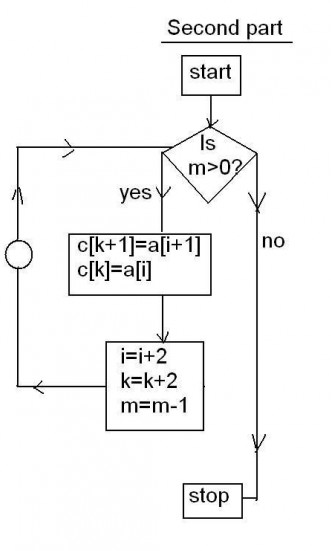 Second part
start
Is
m>0?
yes
no
c[k+1]=a[i+1]
c[k]=a[i]
i=i+2
k=k+2
m=m-1
stop